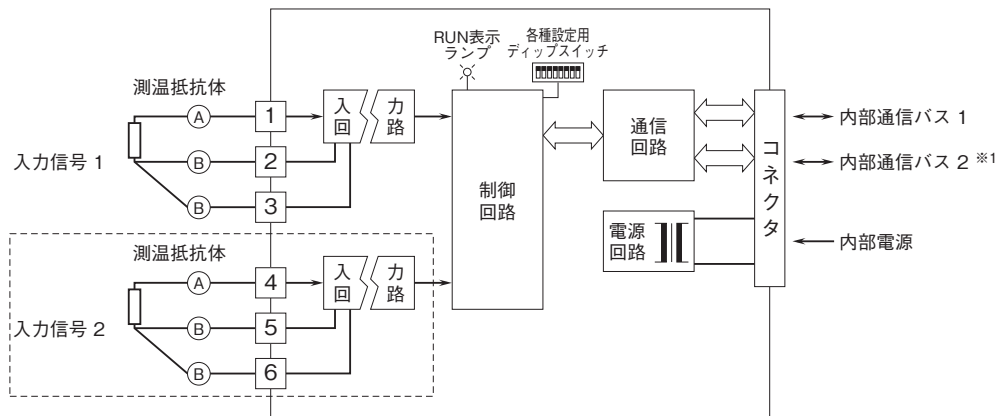 RUN表示
ランプ
各種設定用
ディップスイッチ
測温抵抗体
入力信号 1
A
B
B
1
2
3
入力
回路
測温抵抗体
入力信号 2
A
B
B
4
5
6
入力
回路
制御
回路
通信
回路
電源
回路
コネクタ
内部通信バス 1
内部通信バス 2 ※1
内部電源